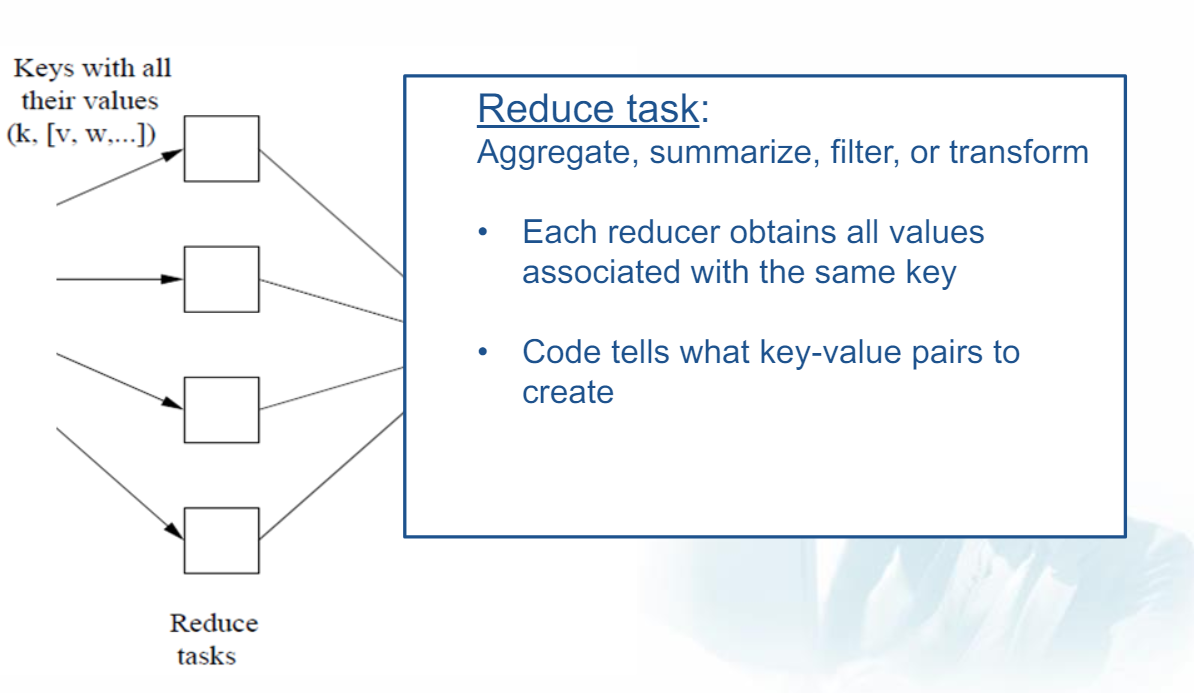 Keys with all
their values
(k, [v, w,...])
Reduce task:
Aggregate, summarize, filter, or transform
• Each reducer obtains all values
associated with the same key
• Code tells what key-value pairs to
create
Reduce
tasks